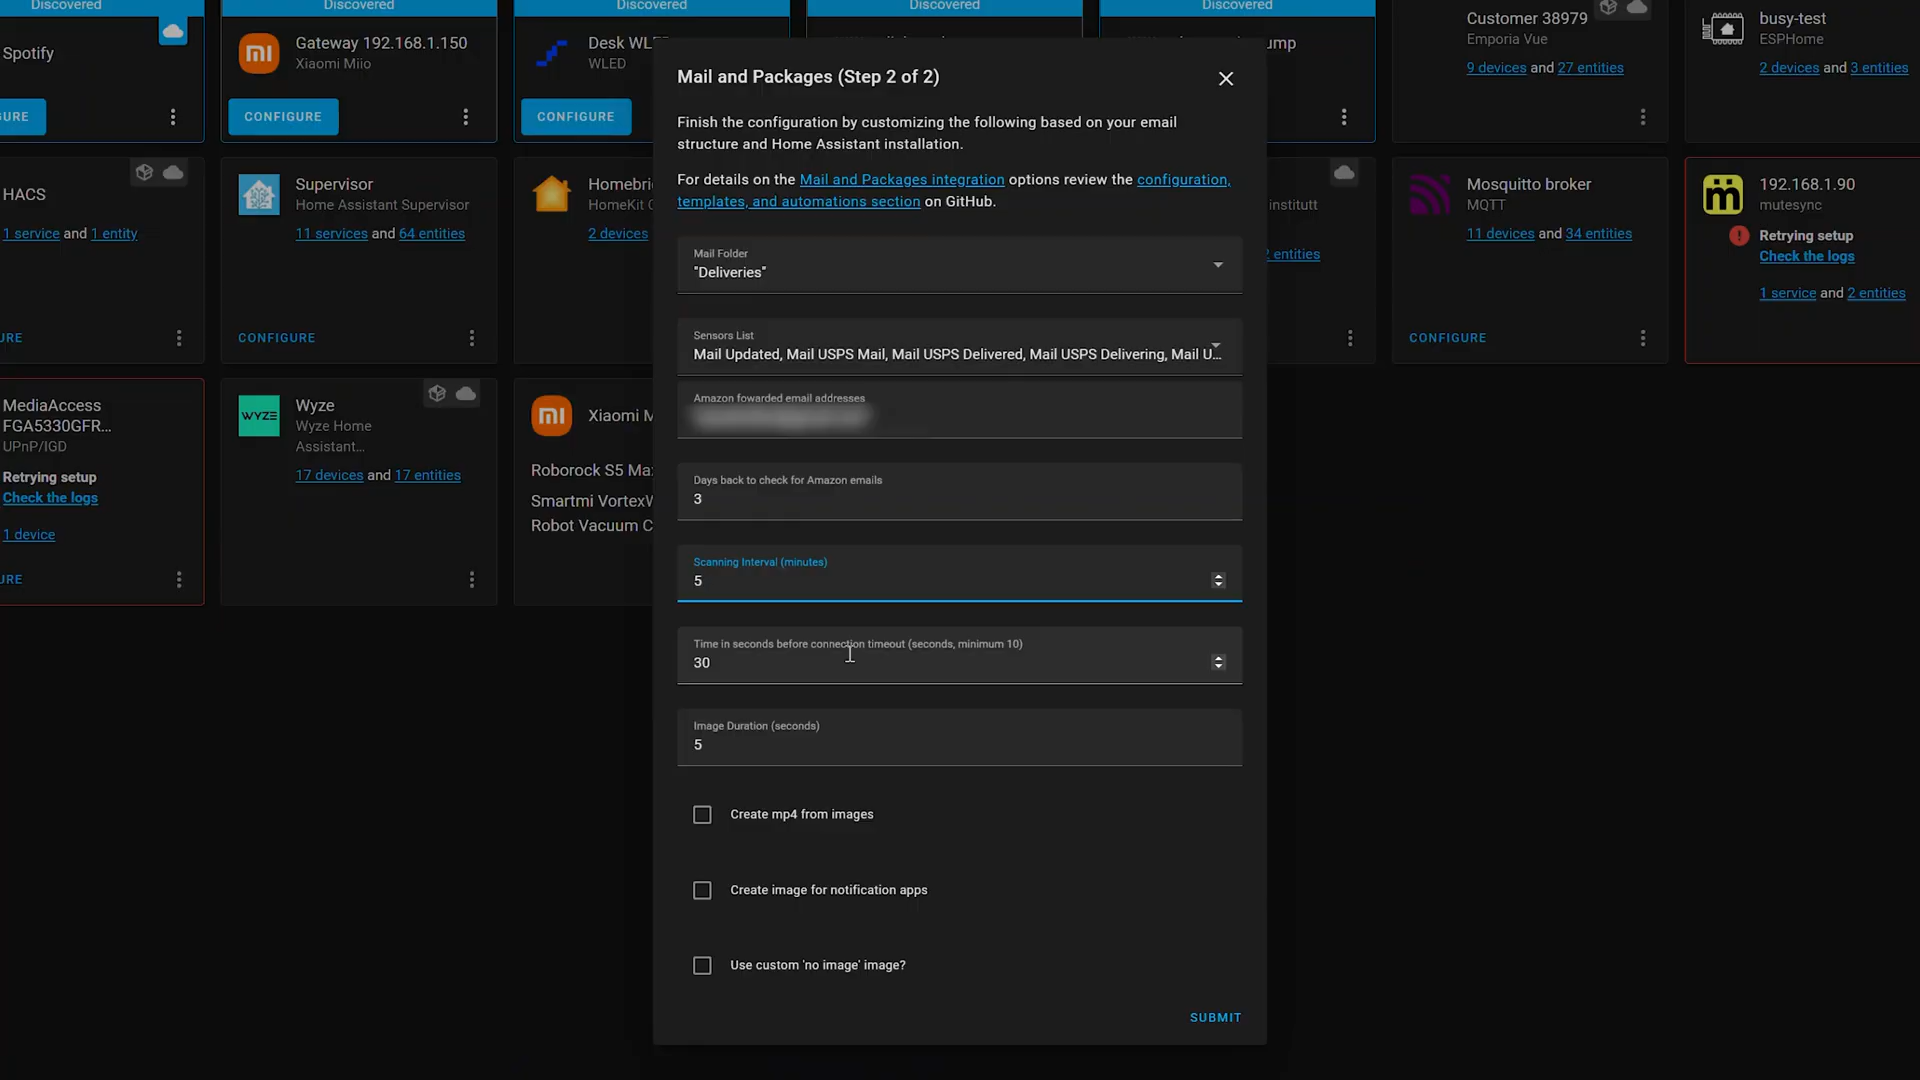 Discovered
Discovered
Discovered
Discovered
Discovered
Spotify
URE
Gateway 192.168.1.150
Xiaomi Miio
CONFIGURE
Desk WLE
WLED
CONFIGURE
ump
Customer 38979
Emporia Vue
9 devices and 27 entities
busy-test
ESPHome
2 devices and 3 entities
HACS
1 service and 1 entity
URE
Supervisor
Home Assistant Supervisor
11 services and 64 entities
CONFIGURE
Homebri
HomeKit C
2 devices
institutt
2 entities
Mosquitto broker
MQTT
11 devices and 34 entities
CONFIGURE
192.168.1.90
mutesync
Retrying setup
Check the logs
1 service and 2 entities
MediaAccess
FGA5330GFR...
UPnP/IGD
Retrying setup
Check the logs
1 device
URE
WYZE
Wyze
Wyze Home
Assistant...
17 devices and 17 entities
Xiaomi M
Roborock S5 Ma
Smartmi VortexW
Robot Vacuum C
Mail and Packages (Step 2 of 2)
Finish the configuration by customizing the following based on your email
structure and Home Assistant installation.
For details on the Mail and Packages integration options review the configuration,
templates, and automations section on GitHub.
Mail Folder
"Deliveries"
Sensors List
Mail Updated, Mail USPS Mail, Mail USPS Delivered, Mail USPS Delivering, Mail U...
Amazon fowarded email addresses
Days back to check for Amazon emails
3
Scanning Interval (minutes)
5
Time in seconds before connection timeout (seconds, minimum 10)
30
Image Duration (seconds)
5
Create mp4 from images
Create image for notification apps
Use custom 'no image' image?
SUBMIT